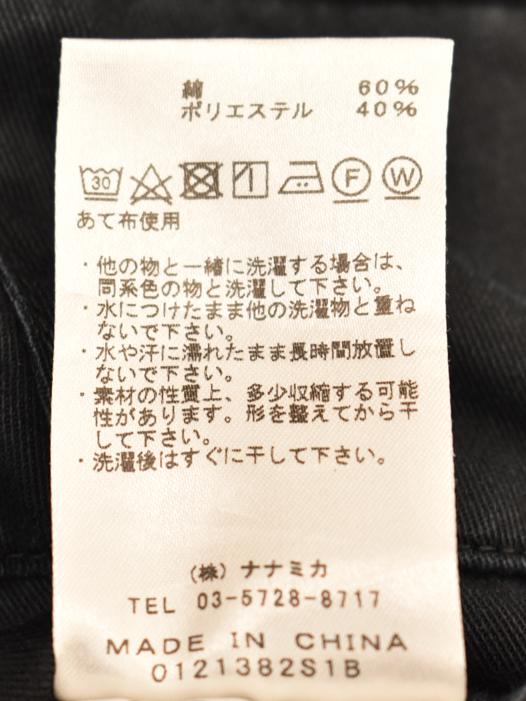 綿 60%
ポリエステル 40%
30 F W
あて布使用
・他の物と一緒に洗濯する場合は、
同系色の物と洗濯して下さい。
・水につけたまま他の洗濯物と重ね
ないで下さい。
・水や汗に濡れたまま長時間放置し
ないで下さい。
・素材の性質上、多少収縮する可能
性があります。形を整えてから干
して下さい。
・洗濯後はすぐに干して下さい。
(株)ナナミカ
TEL 03-5728-8717
MADE IN CHINA
0121382S1B